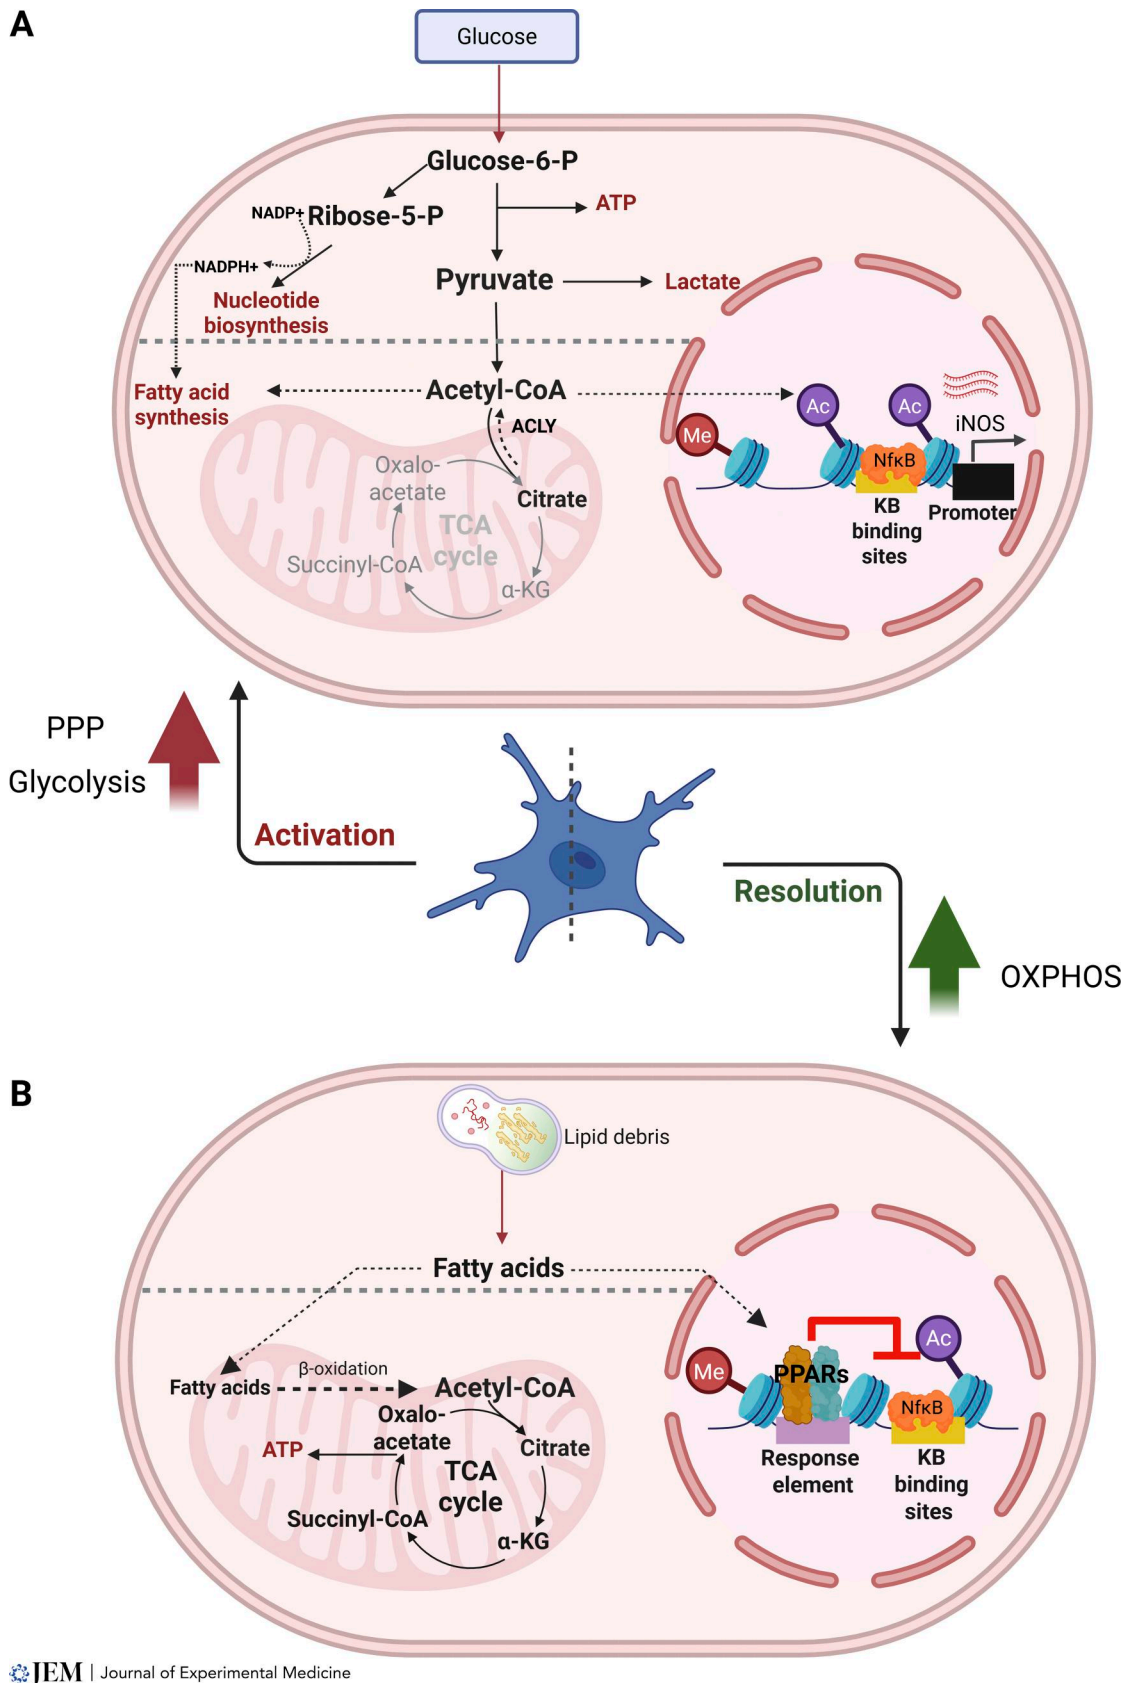 A
Glucose
Glucose-6-P
ATP
NADP+
Ribose-5-P
NADPH+
Nucleotide
biosynthesis
Pyruvate
Lactate
Fatty acid
synthesis
Acetyl-CoA
ACLY
Oxalo-
acetate
Citrate
TCA
cycle
Succinyl-CoA
α-KG
Me
Ac
Ac
iNOS
NfκB
KB
binding
sites
Promoter
PPP
Glycolysis
Activation
Resolution
OXPHOS
B
Lipid debris
Fatty acids
Fatty acids
β-oxidation
Acetyl-CoA
Oxalo-
acetate
Citrate
ATP
TCA
cycle
Succinyl-CoA
α-KG
Me
PPARs
Ac
NfκB
Response
element
KB
binding
sites
JEM | Journal of Experimental Medicine